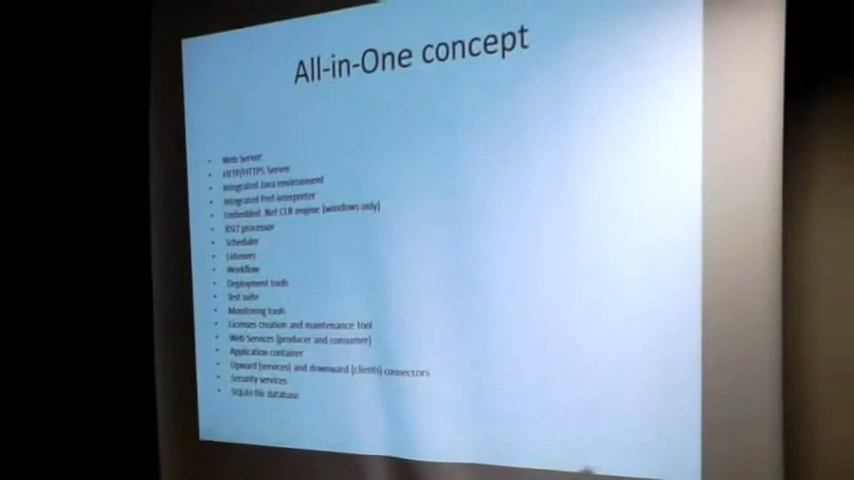 All-in-One concept
• Web Server
• HTTP/HTTPS Server
• Integrated Java environment
• Integrated Perl interpreter
• Embedded .Net CLR engine (windows only)
• XSLT processor
• Scheduler
• Listeners
• Workflow
• Deployment tools
• Test suite
• Monitoring tools
• Licenses creation and maintenance tool
• Web Services (producer and consumer)
• Application container
• Upward (services) and downward (clients) connectors
• Security services
• SQLite file database